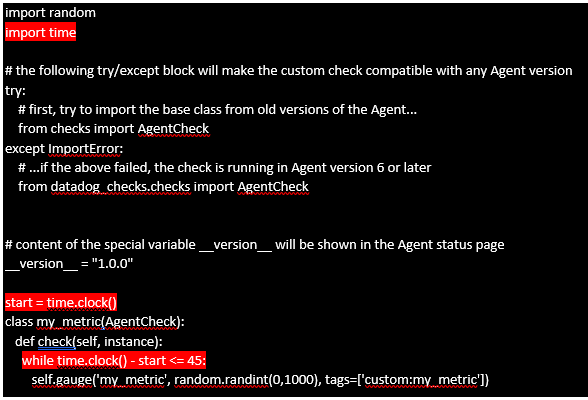 import random
import time
# the following try/except block will make the custom check compatible with any Agent version
try:
# first, try to import the base class from old versions of the Agent...
from checks import AgentCheck
except ImportError:
# ...if the above failed, the check is running in Agent version 6 or later
from datadog_checks.checks import AgentCheck
# content of the special variable __version__ will be shown in the Agent status page
__version__ = "1.0.0"
start = time.clock()
class my_metric(AgentCheck):
def check(self, instance):
while time.clock() - start <= 45:
self.gauge('my_metric', random.randint(0,1000), tags=['custom:my_metric'])